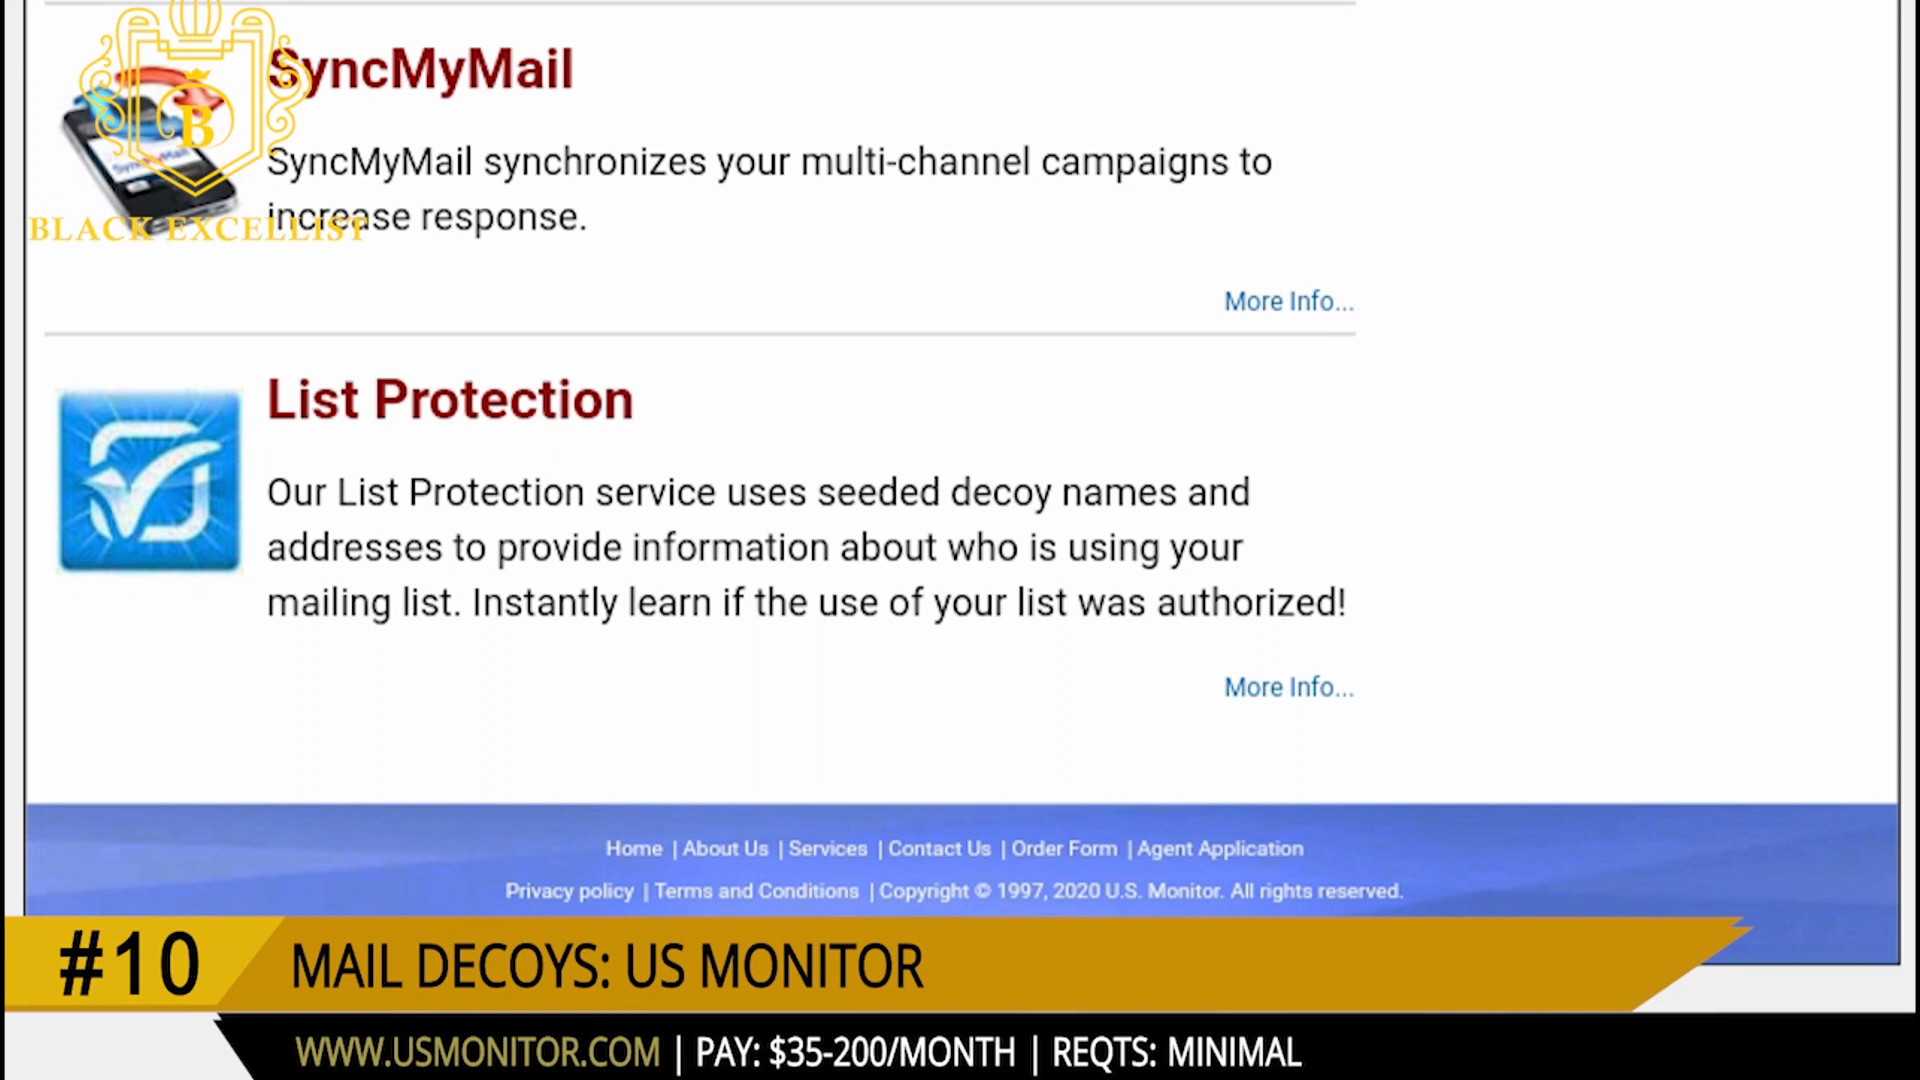 SyncMyMail
SyncMyMail synchronizes your multi-channel campaigns to
increase response.
BLACK EXCELLIST
B
More Info...
List Protection
Our List Protection service uses seeded decoy names and
addresses to provide information about who is using your
mailing list. Instantly learn if the use of your list was authorized!
More Info...
Home | About Us | Services | Contact Us | Order Form | Agent Application
Privacy policy | Terms and Conditions | Copyright © 1997, 2020 U.S. Monitor. All rights reserved.
#10 MAIL DECOYS: US MONITOR
WWW.USMONITOR.COM | PAY: $35-200/MONTH | REQTS: MINIMAL